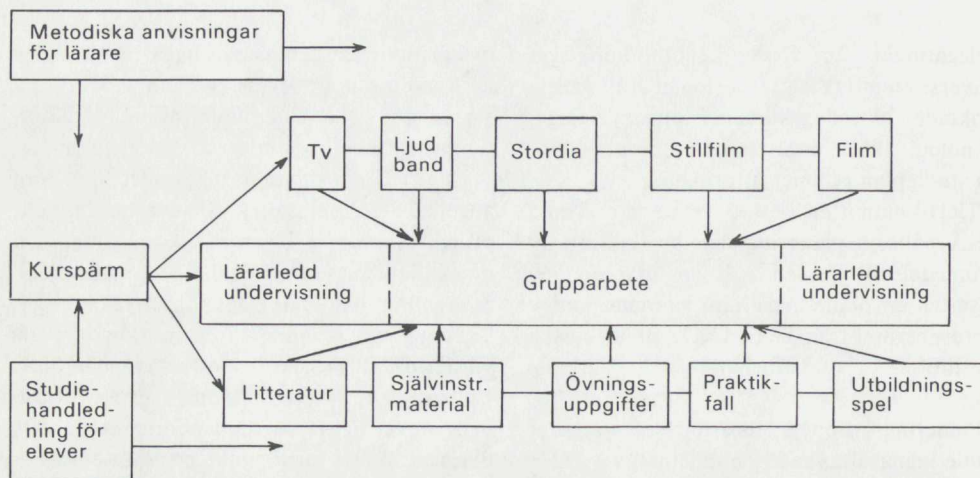 Metodiska anvisningar
för lärare
Tv
Ljud
band
Stordia
Stillfilm
Film
Kurspärm
Lärarledd
undervisning
Grupparbete
Lärarledd
undervisning
Studie-
handled-
ning för
elever
Litteratur
Självinstr.
material
Övnings-
uppgifter
Praktik-
fall
Utbildnings-
spel